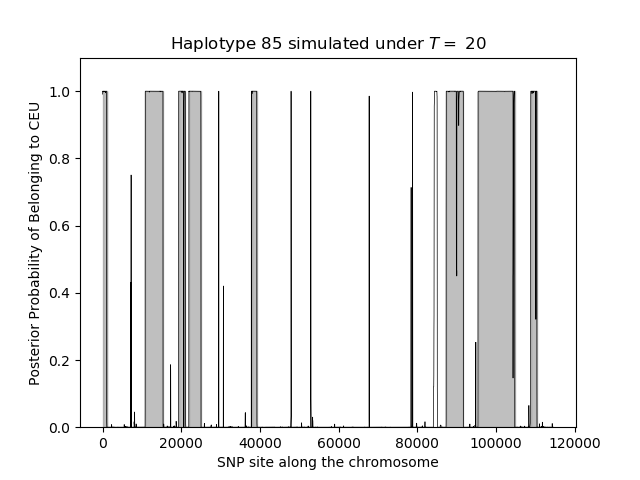 Haplotype 85 simulated under T = 20
Posterior Probability of Belonging to CEU
1.0
0.8
0.6
0.4
0.2
0.0
0 20000 40000 60000 80000 100000 120000
SNP site along the chromosome